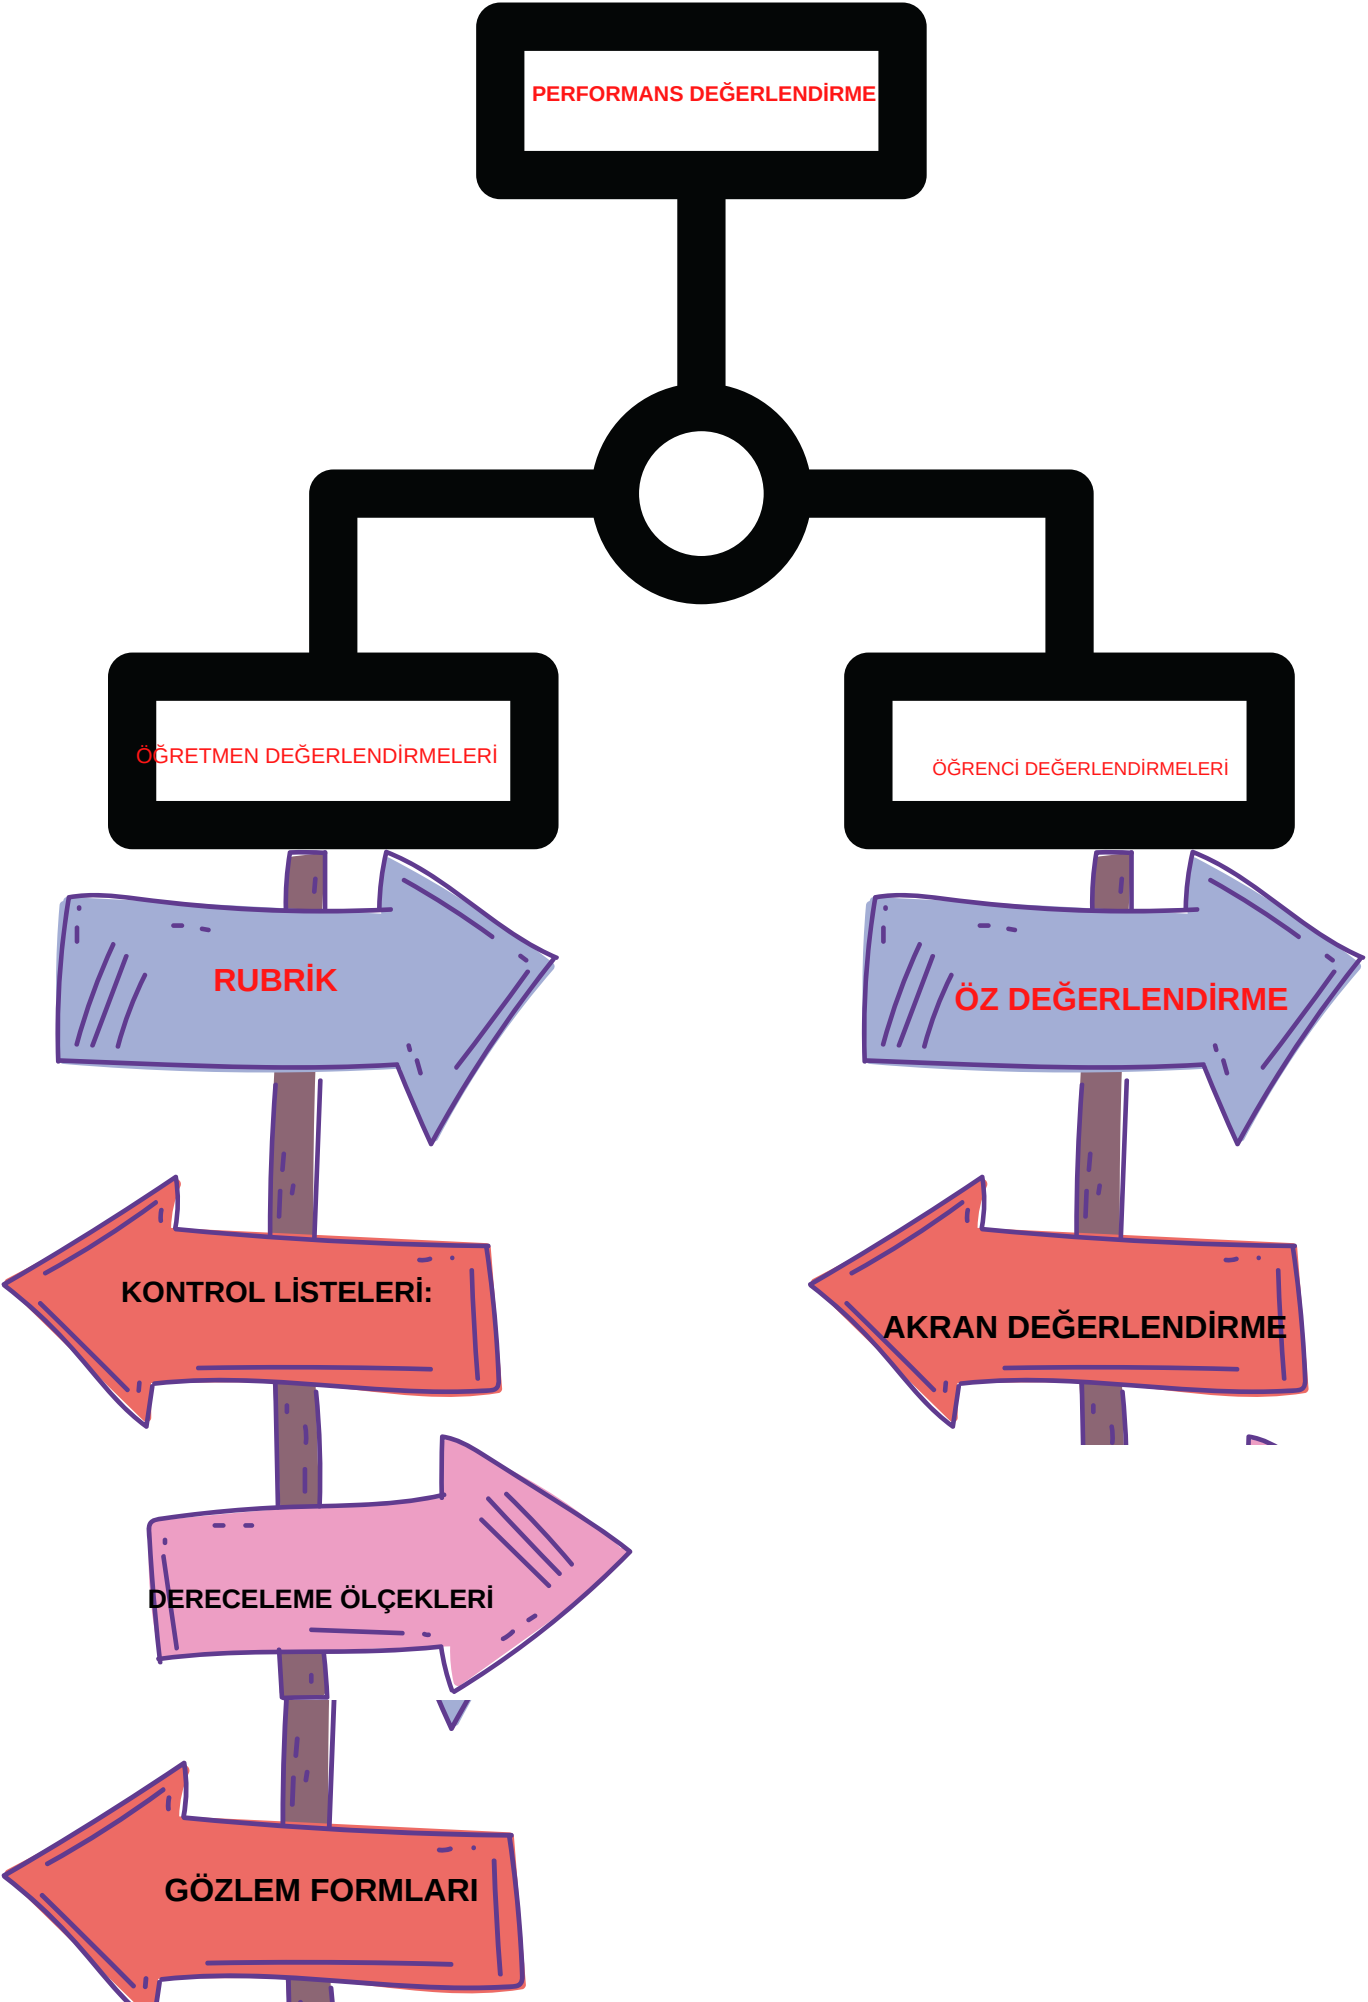 PERFORMANS DEĞERLENDİRME
ÖĞRETMEN DEĞERLENDİRMELERİ
ÖĞRENCİ DEĞERLENDİRMELERİ
RUBRİK
ÖZ DEĞERLENDİRME
KONTROL LİSTELERİ:
AKRAN DEĞERLENDİRME
DERECELEME ÖLÇEKLERİ
GÖZLEM FORMLARI